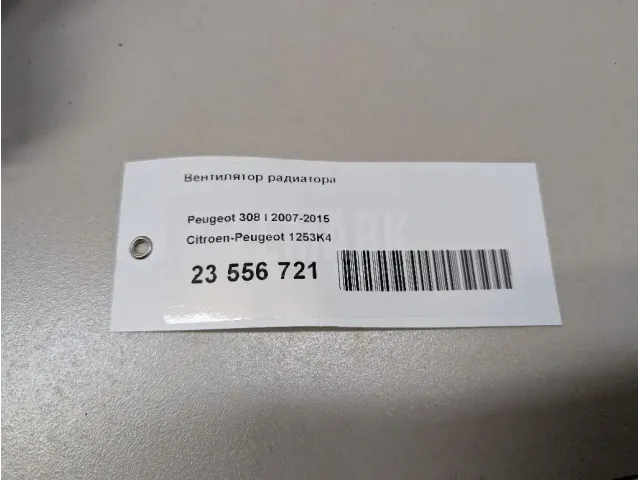 Вентилятор радиатора
Peugeot 308 I 2007-2015
Citroen-Peugeot 1253K4
23 556 721